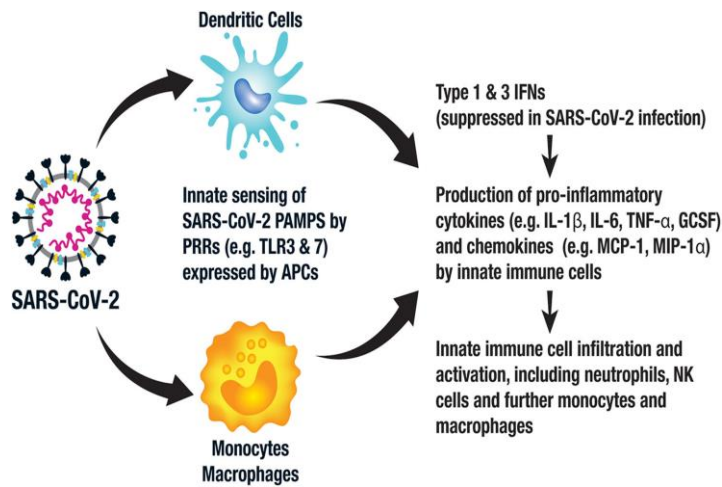 Dendritic Cells
SARS-CoV-2
Innate sensing of
SARS-CoV-2 PAMPS by
PRRs (e.g. TLR3 & 7)
expressed by APCs
Monocytes
Macrophages
Type 1 & 3 IFNs
(suppressed in SARS-CoV-2 infection)
Production of pro-inflammatory
cytokines (e.g. IL-1β, IL-6, TNF-α, GCSF)
and chemokines (e.g. MCP-1, MIP-1α)
by innate immune cells
Innate immune cell infiltration and
activation, including neutrophils, NK
cells and further monocytes and
macrophages